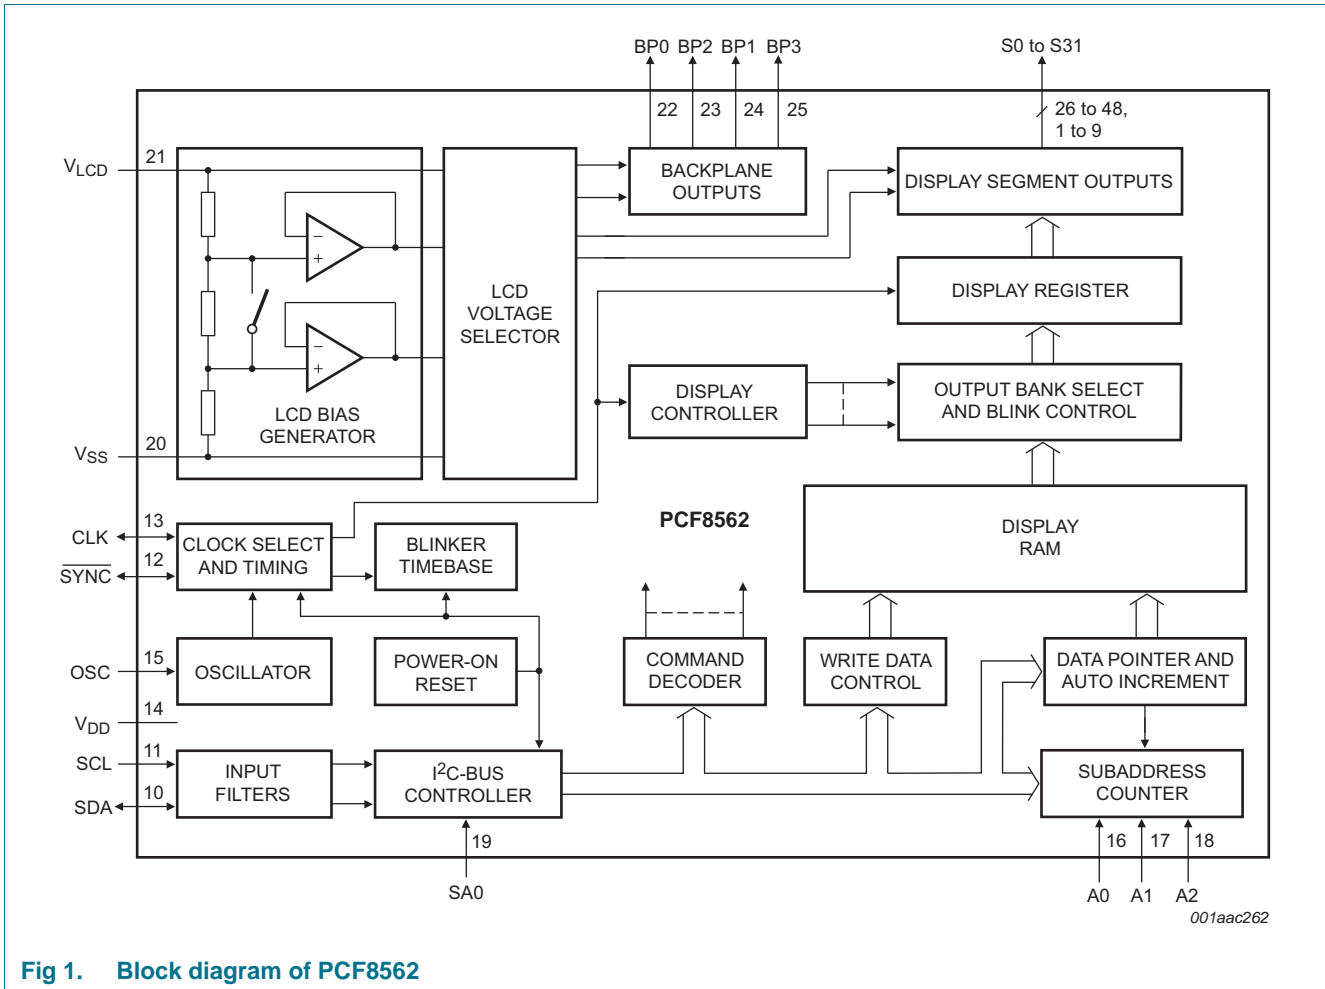 BP0 BP2 BP1 BP3
S0 to S31
22 23 24 25
26 to 48,
1 to 9
VLCD
21
BACKPLANE
OUTPUTS
DISPLAY SEGMENT OUTPUTS
−
+
LCD
VOLTAGE
SELECTOR
DISPLAY REGISTER
−
+
LCD BIAS
GENERATOR
DISPLAY
CONTROLLER
OUTPUT BANK SELECT
AND BLINK CONTROL
VSS
20
PCF8562
DISPLAY
RAM
CLK
13
SYNC
12
CLOCK SELECT
AND TIMING
BLINKER
TIMEBASE
OSC
15
OSCILLATOR
POWER-ON
RESET
COMMAND
DECODER
WRITE DATA
CONTROL
DATA POINTER AND
AUTO INCREMENT
VDD
14
SCL
11
SDA
10
INPUT
FILTERS
I²C-BUS
CONTROLLER
SUBADDRESS
COUNTER
19
16 17 18
SA0
A0 A1 A2
001aac262
Fig 1. Block diagram of PCF8562